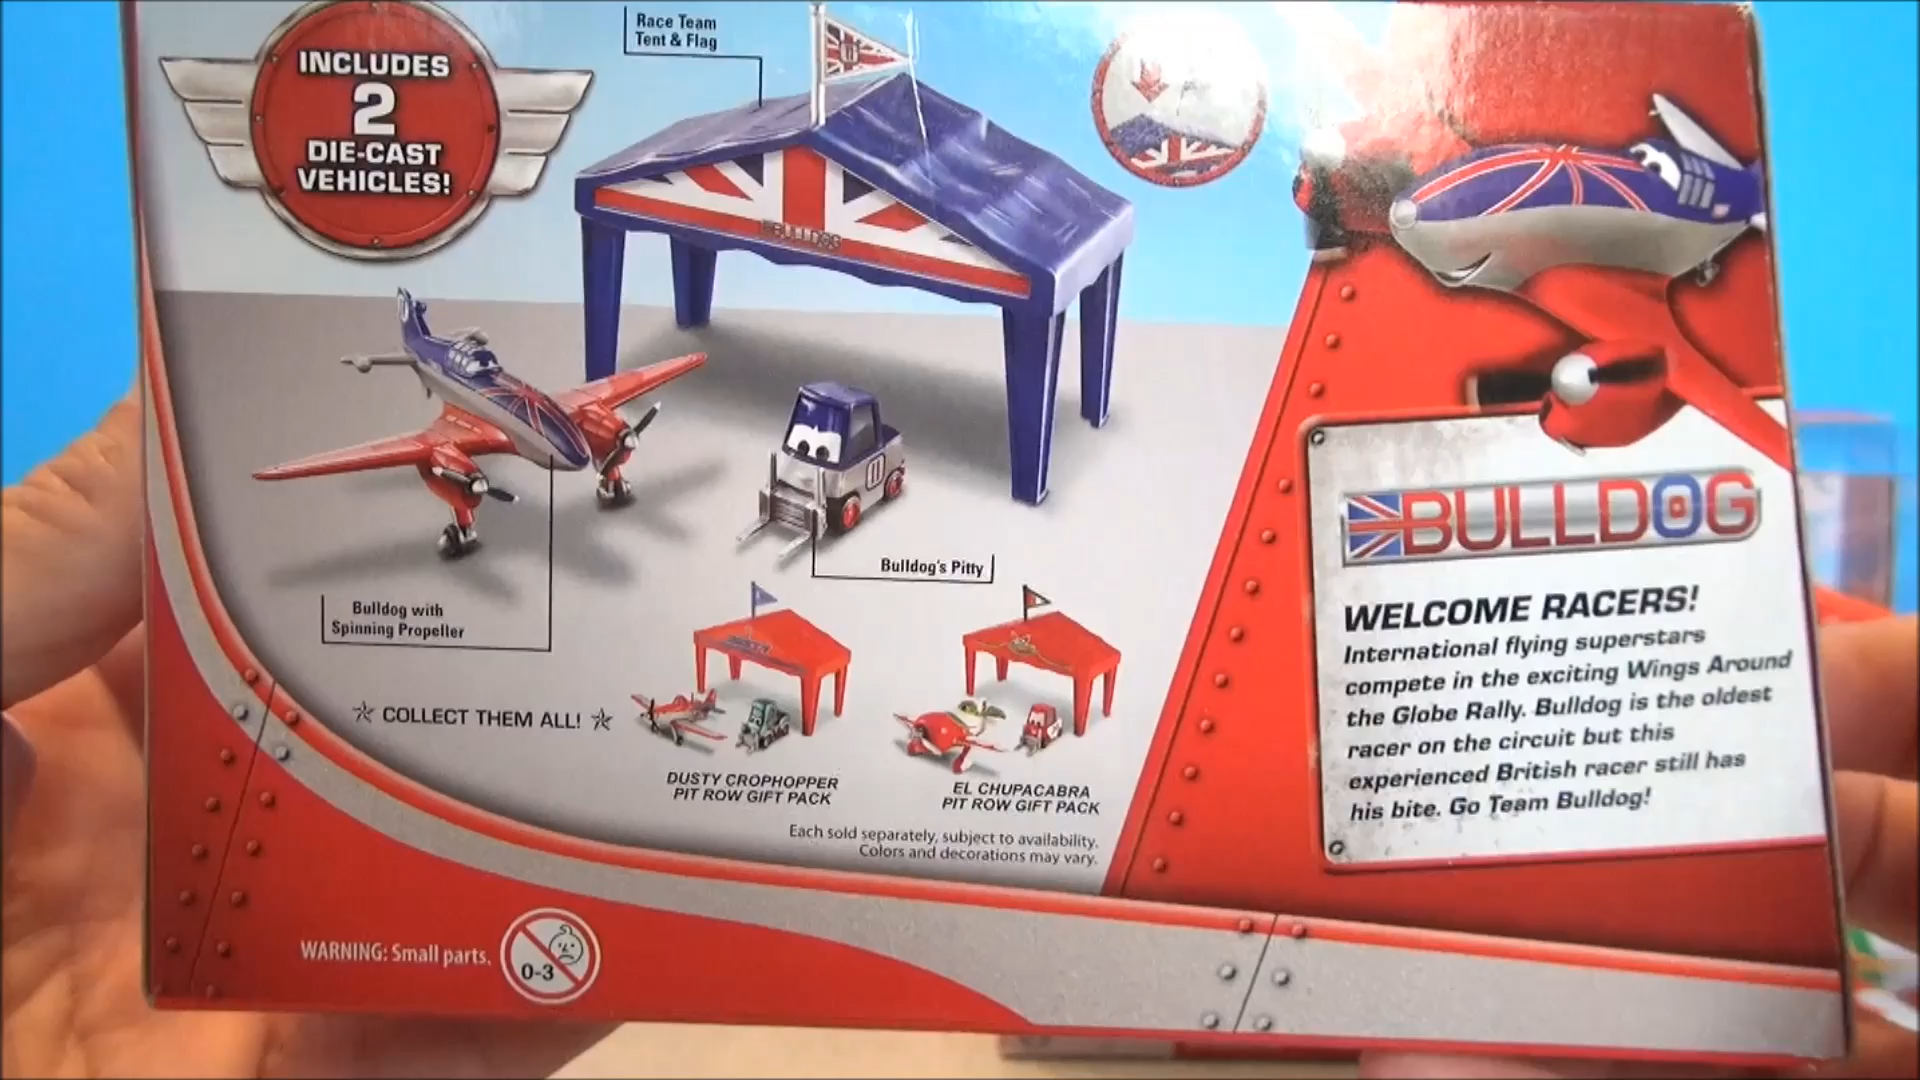 INCLUDES
2
DIE-CAST
VEHICLES!
Race Team
Tent & Flag
BULLDOG
Bulldog with
Spinning Propeller
Bulldog's Pitty
COLLECT THEM ALL!
DUSTY CROPHOPPER
PIT ROW GIFT PACK
EL CHUPACABRA
PIT ROW GIFT PACK
Each sold separately, subject to availability.
Colors and decorations may vary.
WARNING: Small parts.
0-3
BULLDOG
WELCOME RACERS!
International flying superstars
compete in the exciting Wings Around
the Globe Rally. Bulldog is the oldest
racer on the circuit but this
experienced British racer still has
his bite. Go Team Bulldog!